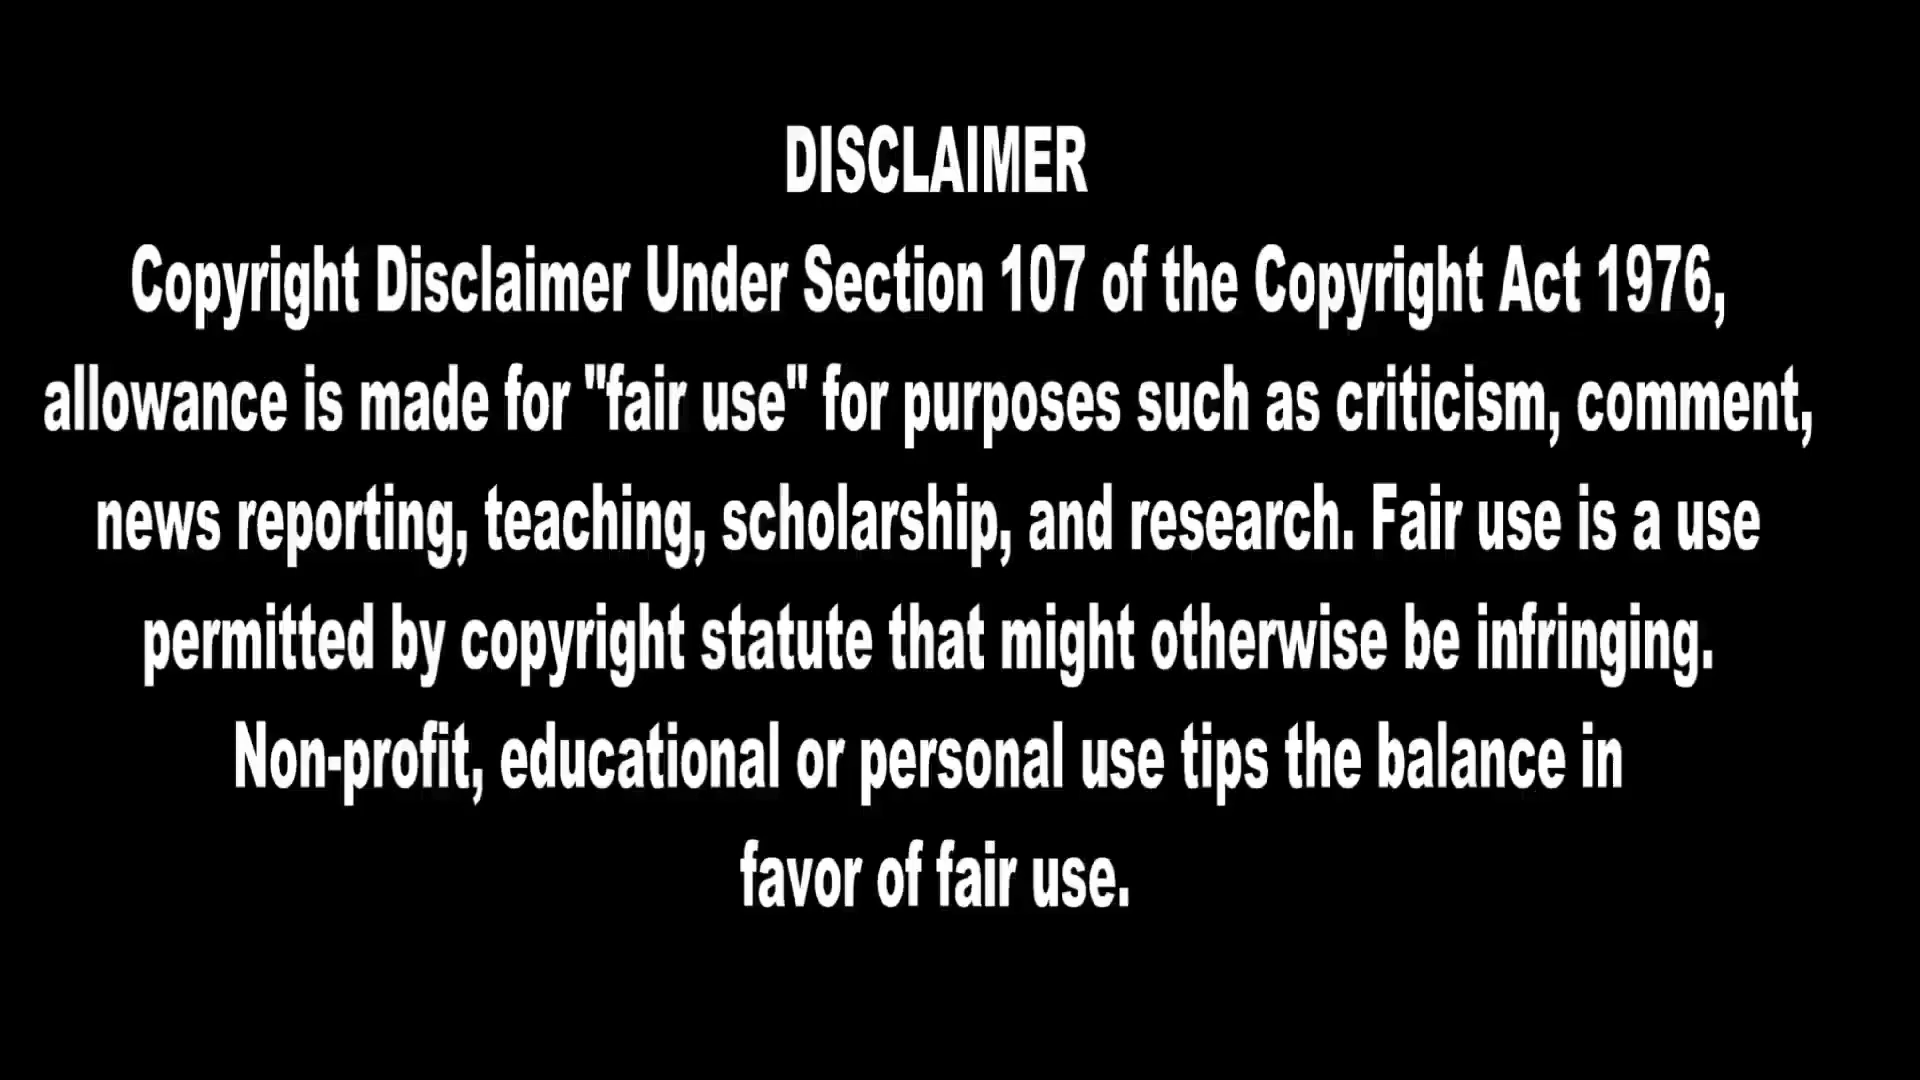 DISCLAIMER
Copyright Disclaimer Under Section 107 of the Copyright Act 1976,
allowance is made for "fair use" for purposes such as criticism, comment,
news reporting, teaching, scholarship, and research. Fair use is a use
permitted by copyright statute that might otherwise be infringing.
Non-profit, educational or personal use tips the balance in
favor of fair use.